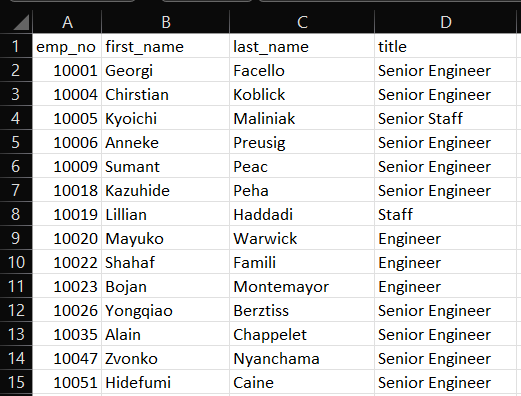 A B C D
1 emp_no first_name last_name title
2 10001 Georgi Facello Senior Engineer
3 10004 Chirstian Koblick Senior Engineer
4 10005 Kyoichi Maliniak Senior Staff
5 10006 Anneke Preusig Senior Engineer
6 10009 Sumant Peac Senior Engineer
7 10018 Kazuhide Peha Senior Engineer
8 10019 Lillian Haddadi Staff
9 10020 Mayuko Warwick Engineer
10 10022 Shahaf Famili Engineer
11 10023 Bojan Montemayor Engineer
12 10026 Yongqiao Berztiss Senior Engineer
13 10035 Alain Chappelet Senior Engineer
14 10047 Zvonko Nyanchama Senior Engineer
15 10051 Hidefumi Caine Senior Engineer